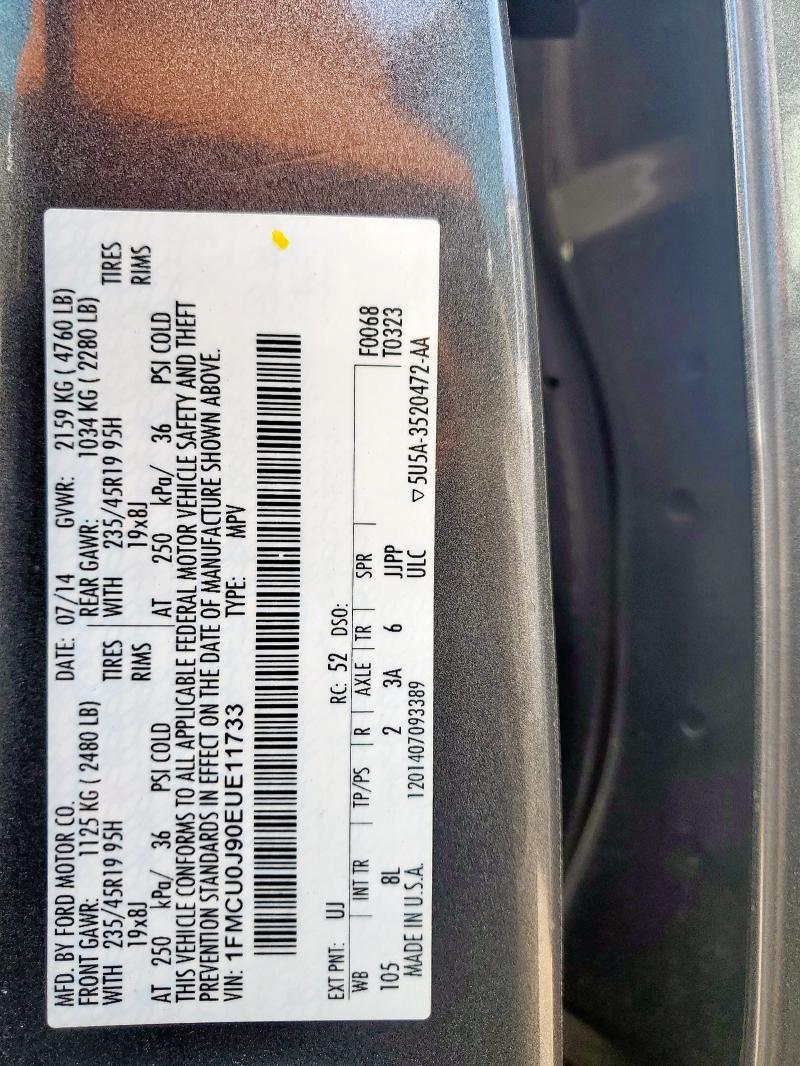 MFD. BY FORD MOTOR CO.
DATE: 07/14 GVWR: 2159 KG ( 4760 LB)
FRONT GAWR: 1125 KG ( 2480 LB)
REAR GAWR: 1034 KG ( 2280 LB)
WITH 235/45R19 95H TIRES
WITH 235/45R19 95H TIRES
19x8J RIMS
19x8J RIMS
AT 250 kPa/ 36 PSI COLD
AT 250 kPa/ 36 PSI COLD
THIS VEHICLE CONFORMS TO ALL APPLICABLE FEDERAL MOTOR VEHICLE SAFETY AND THEFT
PREVENTION STANDARDS IN EFFECT ON THE DATE OF MANUFACTURE SHOWN ABOVE.
VIN: 1FMCU0J90EUE11733 TYPE: MPV
EXT PNT: UJ RC: 52 DSO:
WB INT TR TP/PS R AXLE TR SPR F0068
105 8L 2 3A 6 JJPP T0323
ULC
MADE IN U.S.A. 1201407093389 ▽5U5A-3520472-AA